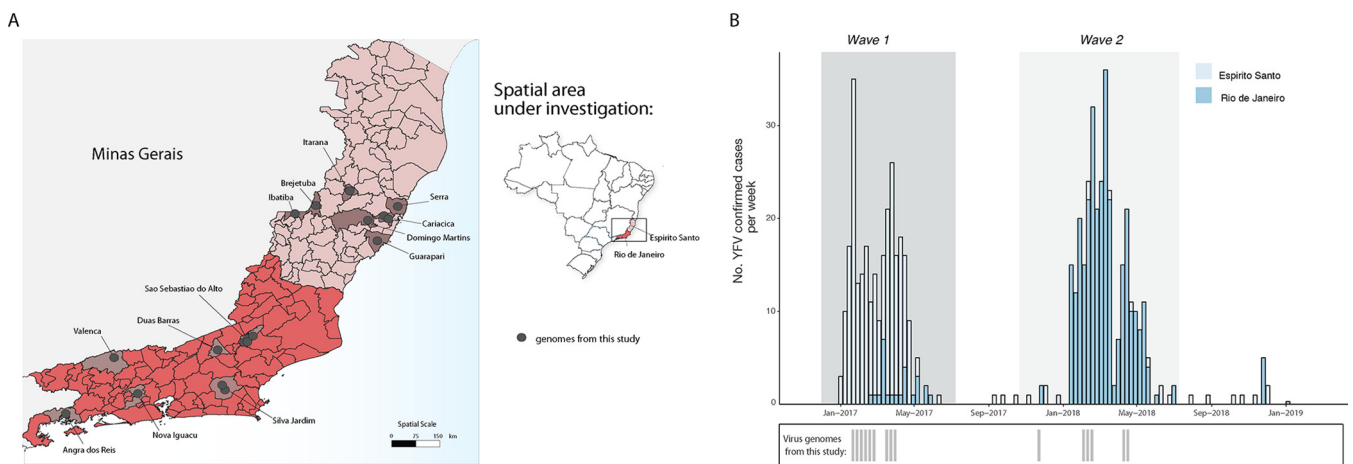 A
Minas Gerais
Itarana
Brejetuba
Ibatiba
Serra
Cariacica
Domingo Martins
Guarapari
Sao Sebastiao do Alto
Duas Barras
Valenca
Silva Jardim
Nova Iguacu
Angra dos Reis
Spatial Scale
0 75 150 km
Spatial area
under investigation:
Espirito Santo
Rio de Janeiro
genomes from this study
B
Wave 1
Wave 2
Espirito Santo
Rio de Janeiro
No. YFV confirmed cases
per week
30
20
10
0
Jan–2017
May–2017
Sep–2017
Jan–2018
May–2018
Sep–2018
Jan–2019
Virus genomes
from this study: